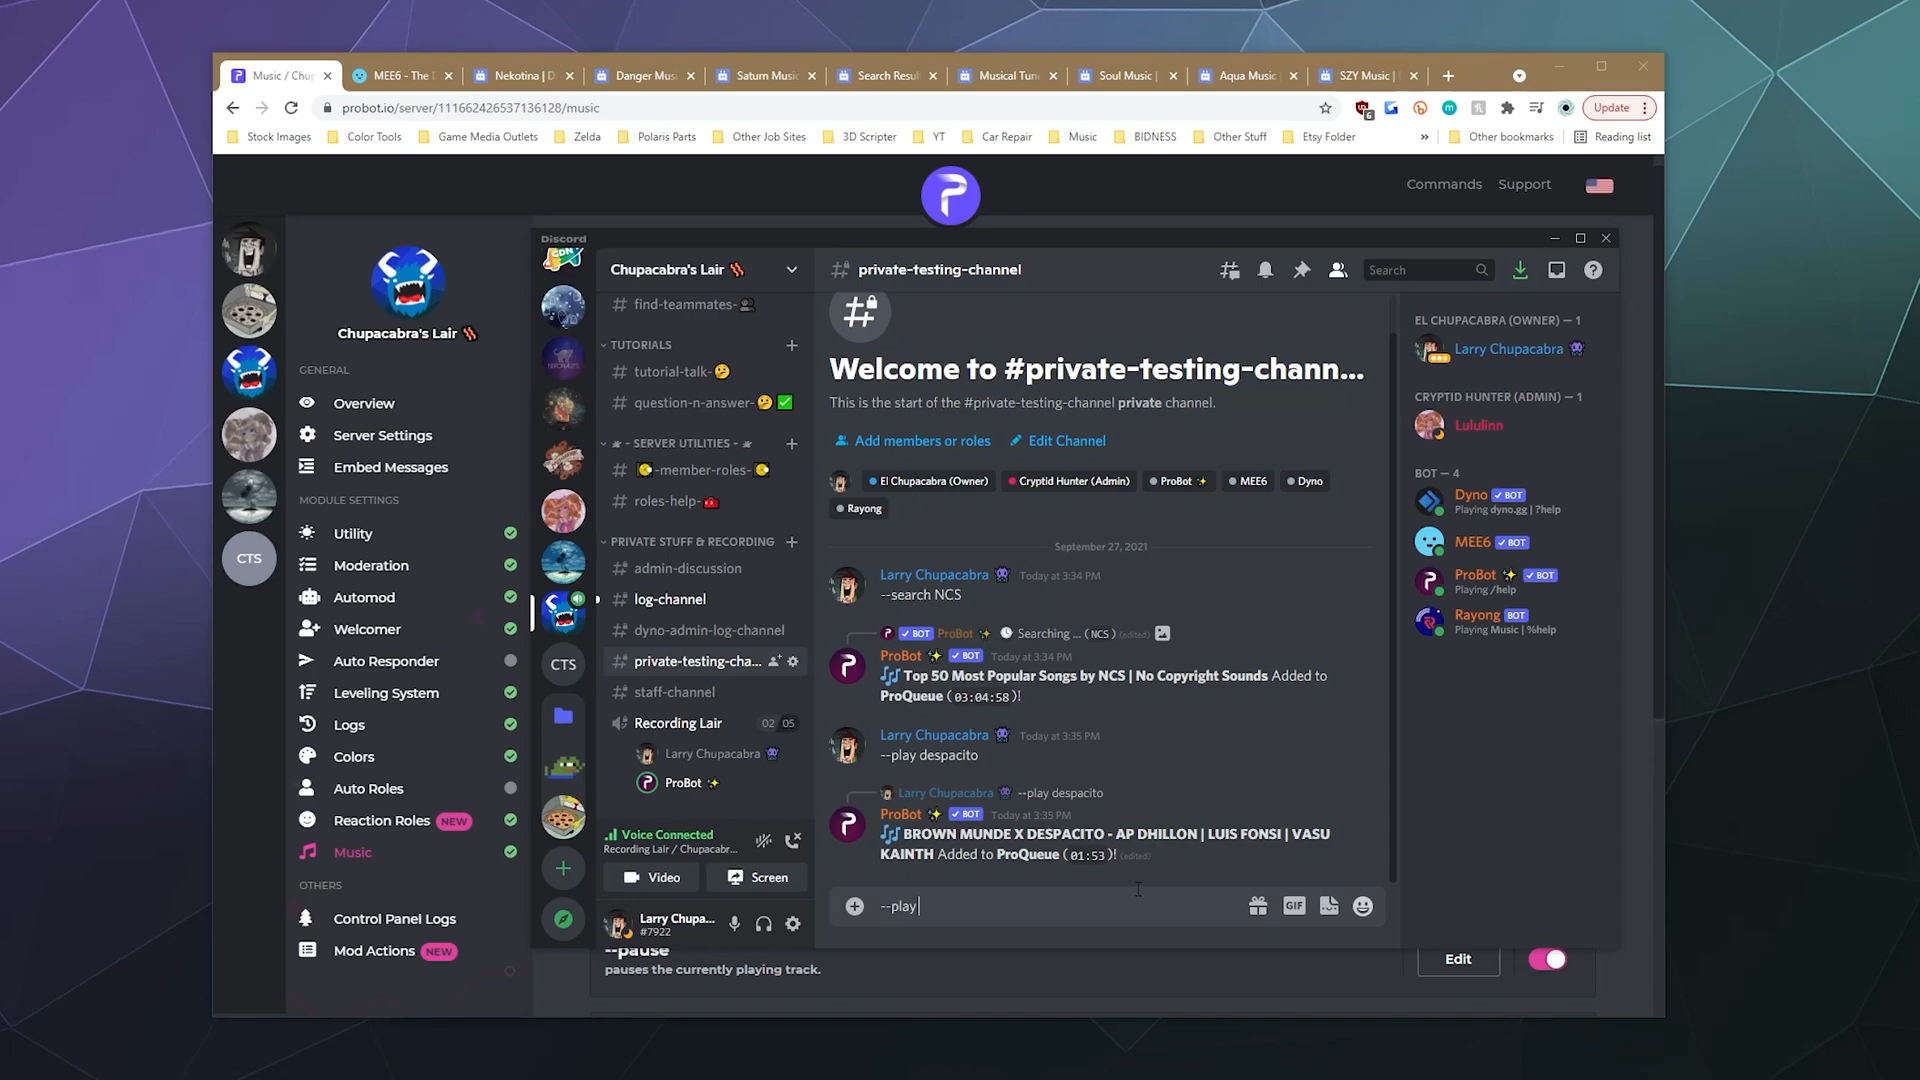 Music / Chup
MEE6 - The D
Nekotina | D
Danger Musi
Saturn Music
Search Resul
Musical Tune
Soul Music |
Aqua Music
SZY Music |
probot.io/server/111662426537136128/music
6
Update
Stock Images
Color Tools
Game Media Outlets
Zelda
Polaris Parts
Other Job Sites
3D Scripter
YT
Car Repair
Music
BIDNESS
Other Stuff
Etsy Folder
»
Other bookmarks
Reading list
Commands
Support
CTS
Chupacabra's Lair
GENERAL
Overview
Server Settings
Embed Messages
MODULE SETTINGS
Utility
Moderation
Automod
Welcomer
Auto Responder
Leveling System
Logs
Colors
Auto Roles
Reaction Roles NEW
Music
OTHERS
Control Panel Logs
Mod Actions NEW
Discord
GDN
CTS
Chupacabra's Lair
# find-teammates-
TUTORIALS
# tutorial-talk-
# question-n-answer-
- SERVER UTILITIES -
# -member-roles-
# roles-help-
PRIVATE STUFF & RECORDING
admin-discussion
log-channel
dyno-admin-log-channel
private-testing-cha...
staff-channel
Recording Lair 02 05
Larry Chupacabra
ProBot
Voice Connected
Recording Lair / Chupacabr...
Video
Screen
Larry Chupa...
#7922
private-testing-channel
Search
Welcome to #private-testing-chann...
This is the start of the #private-testing-channel private channel.
Add members or roles
Edit Channel
El Chupacabra (Owner)
Cryptid Hunter (Admin)
ProBot
MEE6
Dyno
Rayong
September 27, 2021
Larry Chupacabra Today at 3:34 PM
--search NCS
BOT ProBot Searching ... ( NCS ) (edited)
ProBot BOT Today at 3:34 PM
Top 50 Most Popular Songs by NCS | No Copyright Sounds Added to
ProQueue ( 03:04:58 )!
Larry Chupacabra Today at 3:35 PM
--play despacito
Larry Chupacabra --play despacito
ProBot BOT Today at 3:35 PM
BROWN MUNDE X DESPACITO - AP DHILLON | LUIS FONSI | VASU
KAINTH Added to ProQueue ( 01:53 )! (edited)
--play
GIF
EL CHUPACABRA (OWNER) — 1
Larry Chupacabra
CRYPTID HUNTER (ADMIN) — 1
Lululinn
BOT — 4
Dyno BOT
Playing dyno.gg | ?help
MEE6 BOT
ProBot BOT
Playing /help
Rayong BOT
Playing Music | %help
--pause
pauses the currently playing track.
Edit